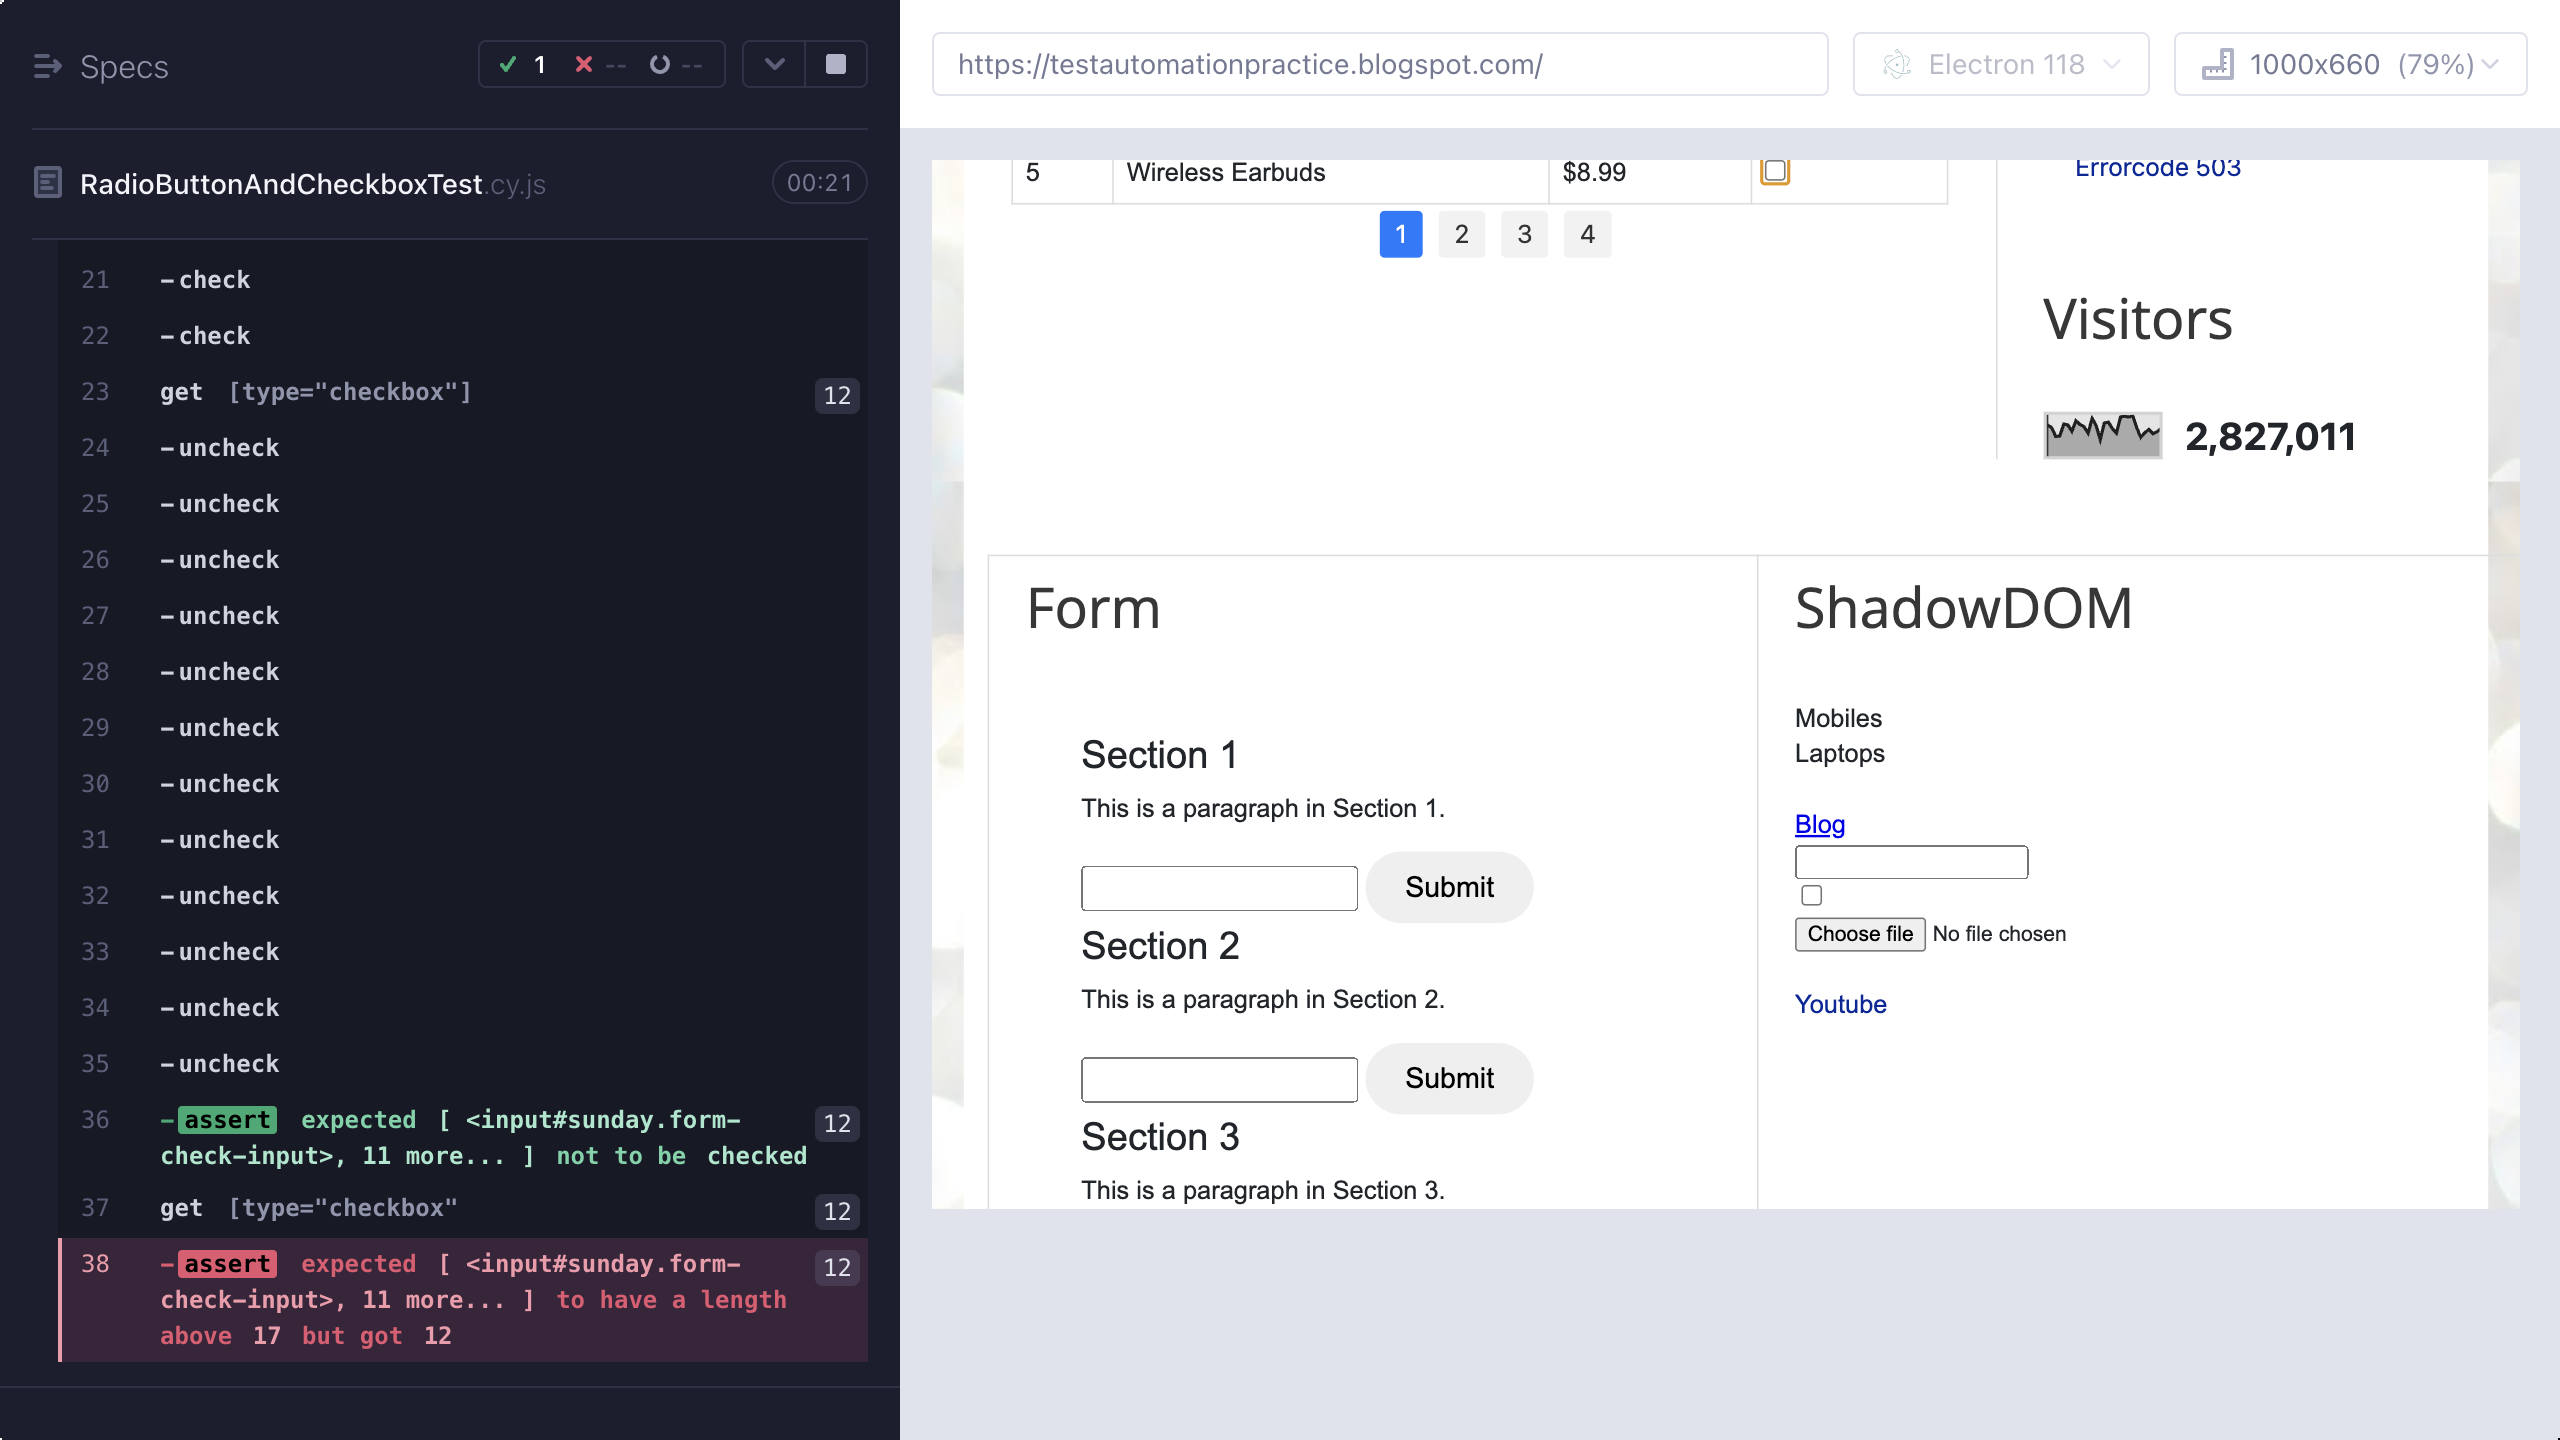 Specs
1 -- --
RadioButtonAndCheckboxTest.cy.js 00:21
21 -check
22 -check
23 get [type="checkbox"] 12
24 -uncheck
25 -uncheck
26 -uncheck
27 -uncheck
28 -uncheck
29 -uncheck
30 -uncheck
31 -uncheck
32 -uncheck
33 -uncheck
34 -uncheck
35 -uncheck
36 -assert expected [ <input#sunday.form- 12
check-input>, 11 more... ] not to be checked
37 get [type="checkbox" 12
38 -assert expected [ <input#sunday.form- 12
check-input>, 11 more... ] to have a length
above 17 but got 12
https://testautomationpractice.blogspot.com/
Electron 118
1000x660 (79%)
5 Wireless Earbuds $8.99
1 2 3 4
Errorcode 503
Visitors
2,827,011
Form
Section 1
This is a paragraph in Section 1.
Submit
Section 2
This is a paragraph in Section 2.
Submit
Section 3
This is a paragraph in Section 3.
ShadowDOM
Mobiles
Laptops
Blog
Choose file No file chosen
Youtube